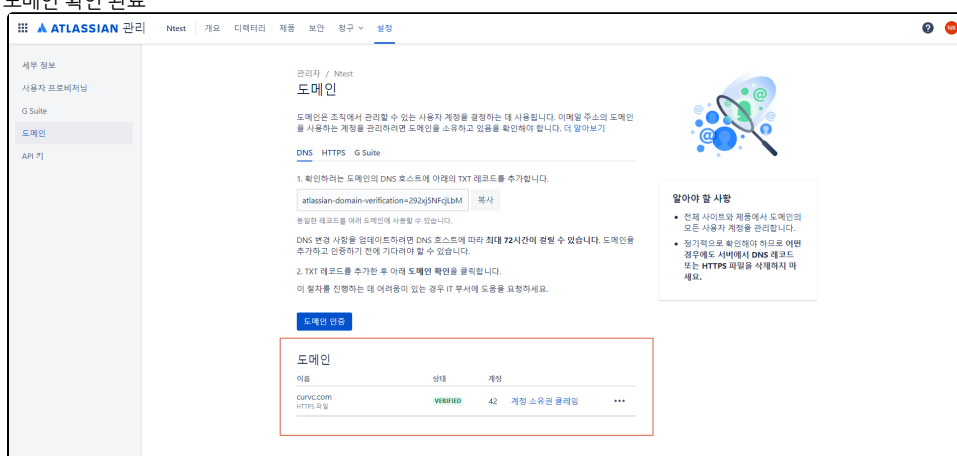 도메인 확인 완료
ATLASSIAN 관리 Ntest 개요 디렉터리 제품 보안 청구 설정 ? NK
세부 정보
사용자 프로비저닝
G Suite
도메인
API 키
관리자 / Ntest
도메인
도메인은 조직에서 관리할 수 있는 사용자 계정을 결정하는 데 사용됩니다. 이메일 주소의 도메인
을 사용하는 계정을 관리하려면 도메인을 소유하고 있음을 확인해야 합니다. 더 알아보기
DNS HTTPS G Suite
1. 확인하려는 도메인의 DNS 호스트에 아래의 TXT 레코드를 추가합니다.
atlassian-domain-verification=292xj5NFcjLbM 복사
동일한 레코드를 여러 도메인에 사용할 수 있습니다.
DNS 변경 사항을 업데이트하려면 DNS 호스트에 따라 최대 72시간이 걸릴 수 있습니다. 도메인을
추가하고 인증하기 전에 기다려야 할 수 있습니다.
2. TXT 레코드를 추가한 후 아래 도메인 확인을 클릭합니다.
이 절차를 진행하는 데 어려움이 있는 경우 IT 부서에 도움을 요청하세요.
도메인 인증
도메인
이름 상태 계정
curvc.com VERIFIED 42 계정 소유권 클레임
HTTPS 파일
알아야 할 사항
• 전체 사이트와 제품에서 도메인의
모든 사용자 계정을 관리합니다.
• 정기적으로 확인해야 하므로 어떤
경우에도 서버에서 DNS 레코드
또는 HTTPS 파일을 삭제하지 마
세요.